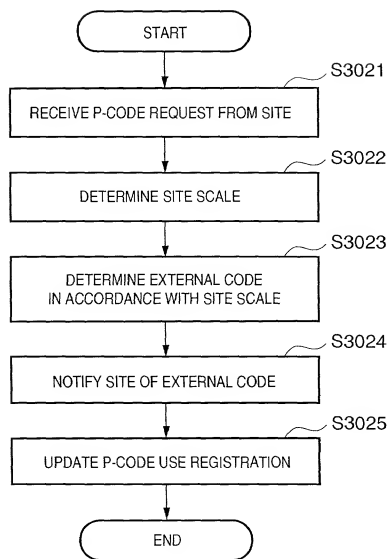 START
S3021
RECEIVE P-CODE REQUEST FROM SITE
S3022
DETERMINE SITE SCALE
S3023
DETERMINE EXTERNAL CODE
IN ACCORDANCE WITH SITE SCALE
S3024
NOTIFY SITE OF EXTERNAL CODE
S3025
UPDATE P-CODE USE REGISTRATION
END